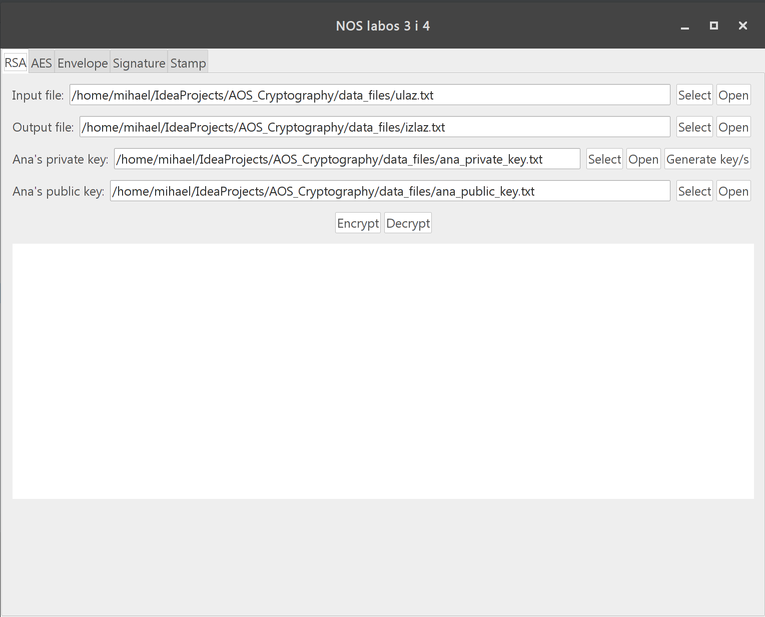 NOS labos 3 i 4
RSA AES Envelope Signature Stamp
Input file: /home/mihael/IdeaProjects/AOS_Cryptography/data_files/ulaz.txt Select Open
Output file: /home/mihael/IdeaProjects/AOS_Cryptography/data_files/izlaz.txt Select Open
Ana's private key: /home/mihael/IdeaProjects/AOS_Cryptography/data_files/ana_private_key.txt Select Open Generate key/s
Ana's public key: /home/mihael/IdeaProjects/AOS_Cryptography/data_files/ana_public_key.txt Select Open
Encrypt Decrypt